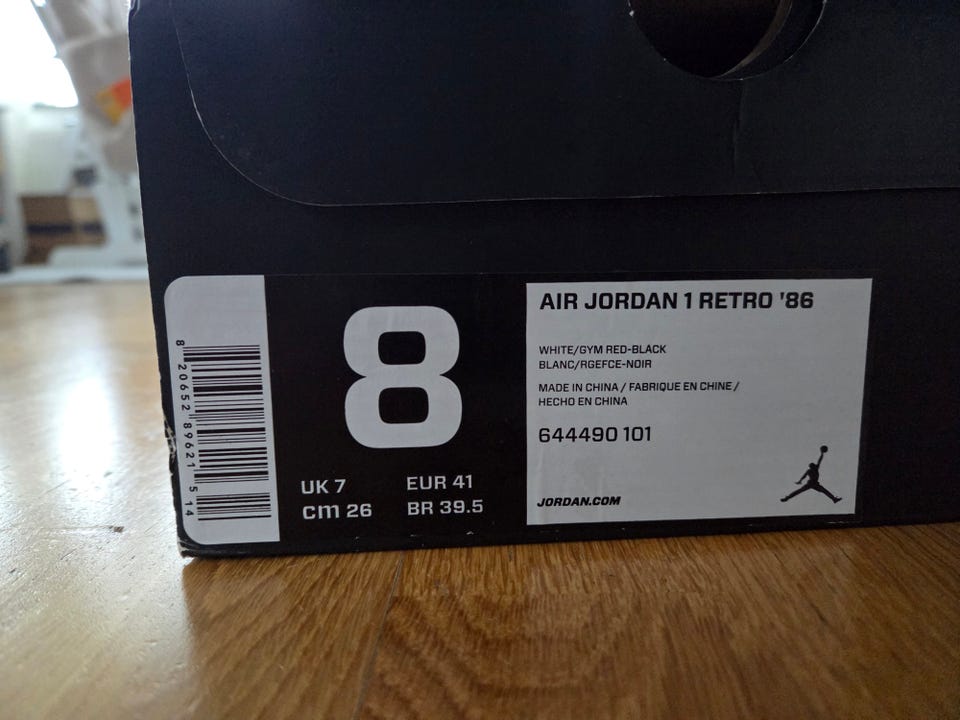 8 20652 89621 5 14
8
UK 7 EUR 41
cm 26 BR 39.5
AIR JORDAN 1 RETRO '86
WHITE/GYM RED-BLACK
BLANC/RGEFCE-NOIR
MADE IN CHINA / FABRIQUE EN CHINE /
HECHO EN CHINA
644490 101
JORDAN.COM